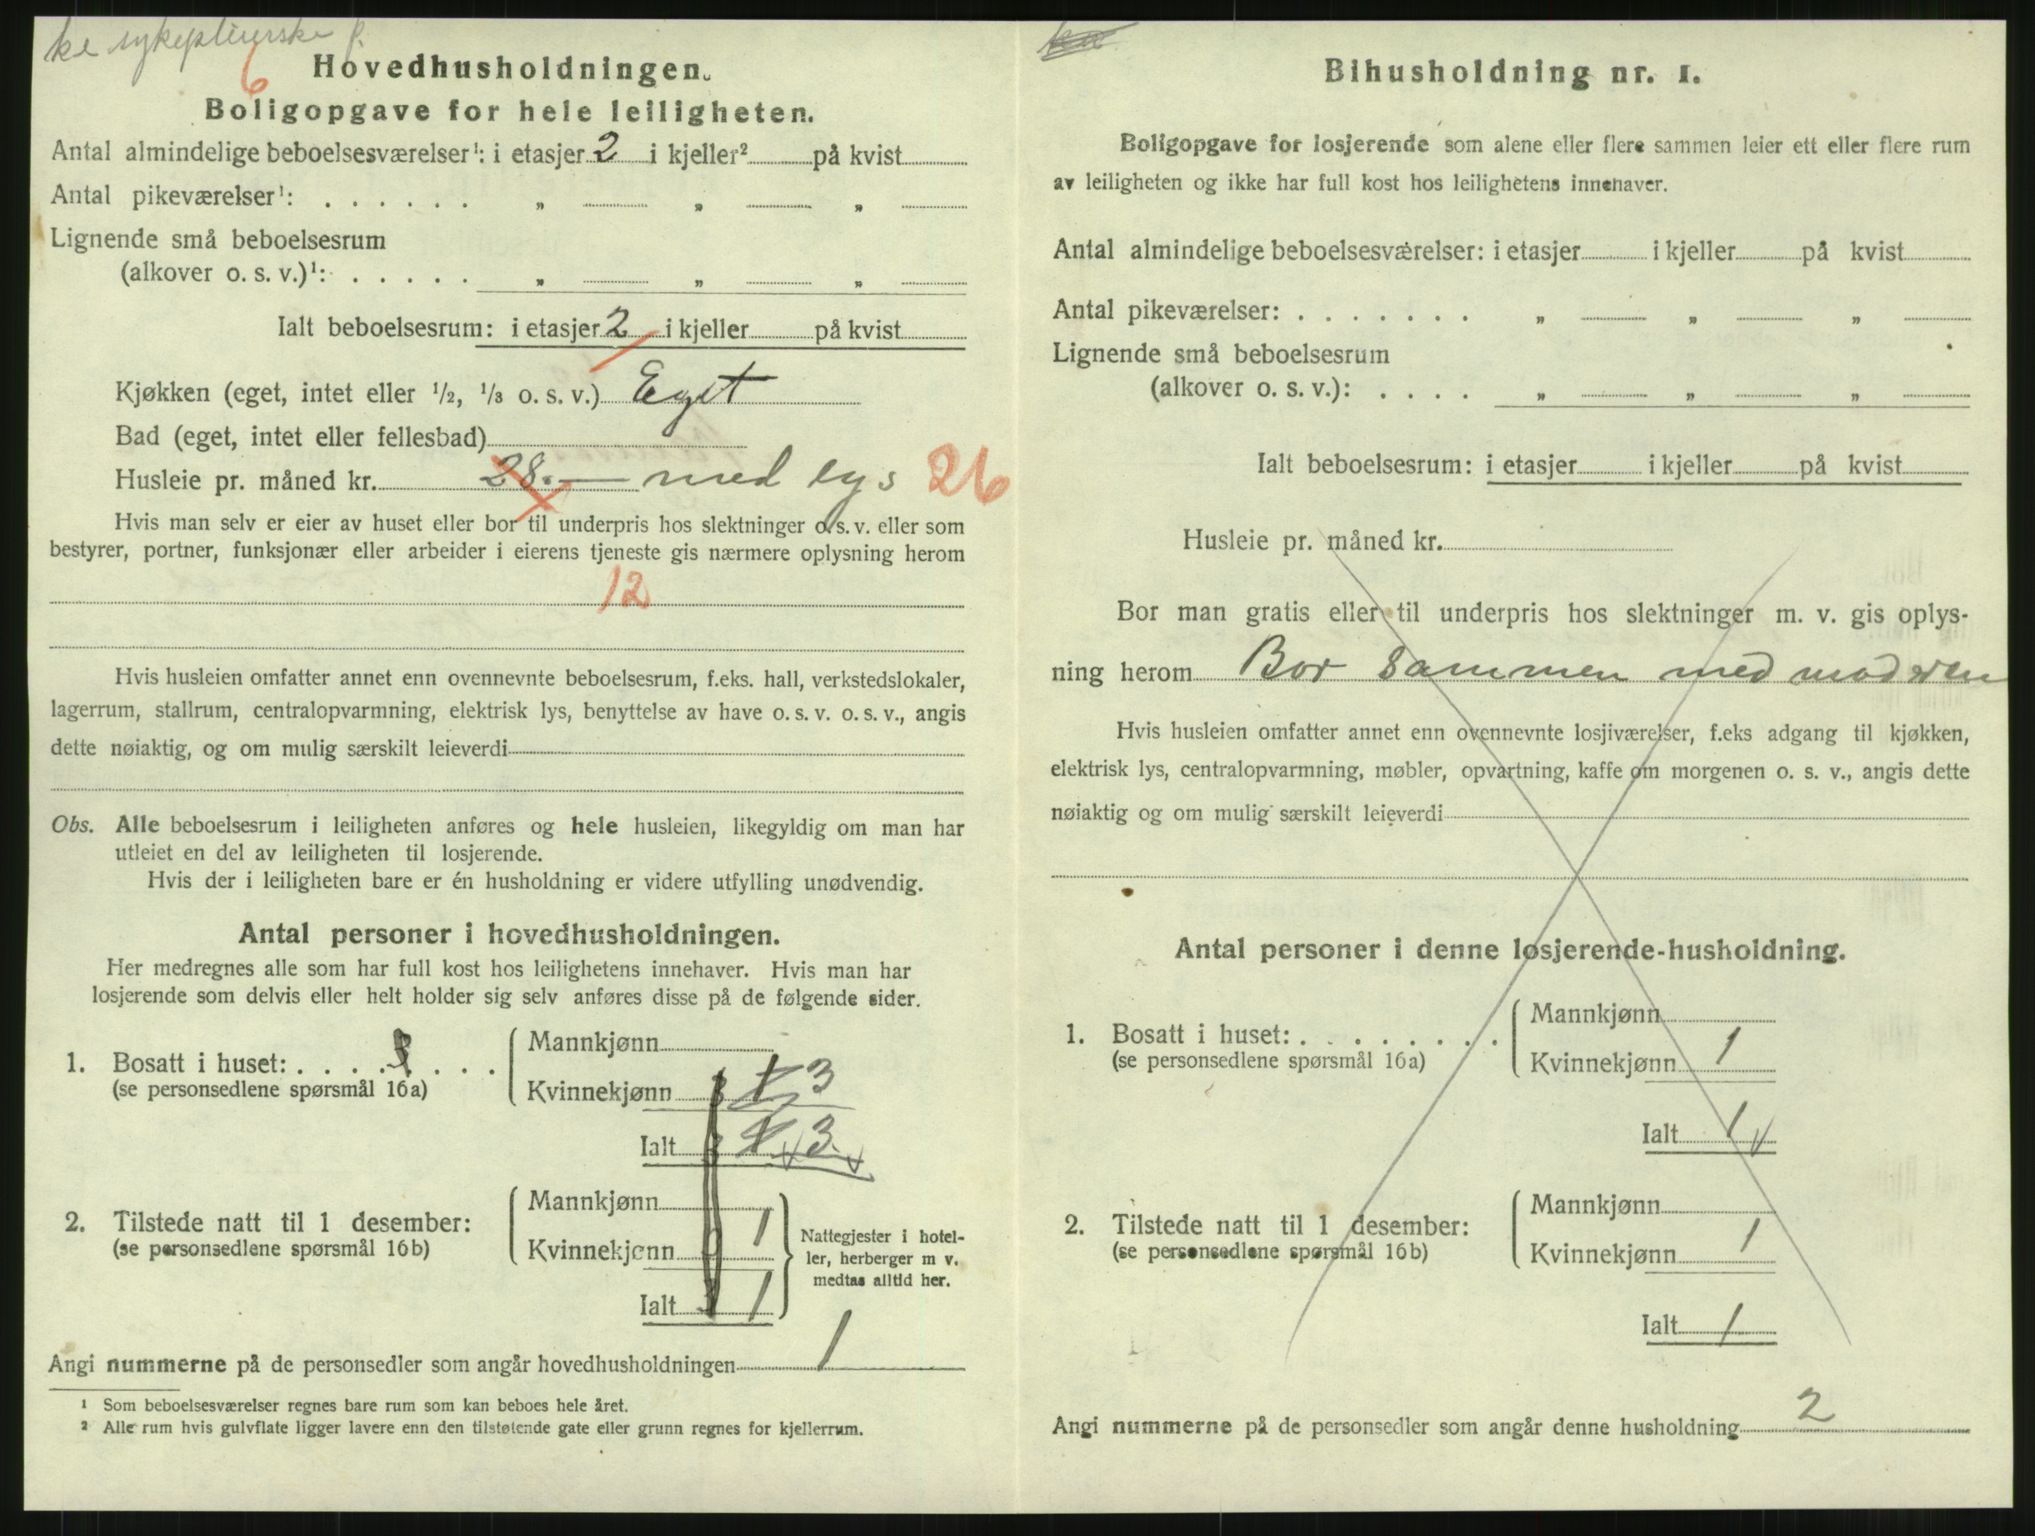 ke sykepleierske f.
6
Hovedhusholdningen.
Boligopgave for hele leiligheten.
Antal almindelige beboelsesværelser¹: i etasjer 2 i kjeller² på kvist
Antal pikeværelser¹: . . . . . . „ „ „
Lignende små beboelsesrum
(alkover o. s. v.)¹: . . . . . „ „ „
Ialt beboelsesrum: i etasjer 2 i kjeller på kvist
Kjøkken (eget, intet eller 1/2, 1/3 o. s. v.) Eget
Bad (eget, intet eller fellesbad)
Husleie pr. måned kr. 28.— med lys 26
Hvis man selv er eier av huset eller bor til underpris hos slektninger o. s. v. eller som
bestyrer, portner, funksjonær eller arbeider i eierens tjeneste gis nærmere oplysning herom
12
Hvis husleien omfatter annet enn ovennevnte beboelsesrum, f.eks. hall, verkstedslokaler,
lagerrum, stallrum, centralopvarmning, elektrisk lys, benyttelse av have o. s. v. o. s. v., angis
dette nøiaktig, og om mulig særskilt leieverdi
Obs. Alle beboelsesrum i leiligheten anføres og hele husleien, likegyldig om man har
utleiet en del av leiligheten til losjerende.
Hvis der i leiligheten bare er én husholdning er videre utfylling unødvendig.
Antal personer i hovedhusholdningen.
Her medregnes alle som har full kost hos leilighetens innehaver. Hvis man har
losjerende som delvis eller helt holder sig selv anføres disse på de følgende sider.
1. Bosatt i huset: . . . . . . .
(se personsedlene spørsmål 16a)
Mannkjønn
Kvinnekjønn 3
Ialt 3.
2. Tilstede natt til 1 desember:
(se personsedlene spørsmål 16b)
Mannkjønn
Kvinnekjønn 1
Ialt 1
Nattegjester i hotel-
ler, herberger m v.
medtas alltid her.
Angi nummerne på de personsedler som angår hovedhusholdningen 1
¹ Som beboelsesværelser regnes bare rum som kan beboes hele året.
² Alle rum hvis gulvflate ligger lavere enn den tilstøtende gate eller grunn regnes for kjellerrum.
Bihusholdning nr. 1.
Boligopgave for losjerende som alene eller flere sammen leier ett eller flere rum
av leiligheten og ikke har full kost hos leilighetens innehaver.
Antal almindelige beboelsesværelser: i etasjer i kjeller på kvist
Antal pikeværelser: . . . . . . . „ „ „
Lignende små beboelsesrum
(alkover o. s. v.): . . . . „ „ „
Ialt beboelsesrum: i etasjer i kjeller på kvist
Husleie pr. måned kr.
Bor man gratis eller til underpris hos slektninger m. v. gis oplys-
ning herom Bor sammen med moderen
Hvis husleien omfatter annet enn ovennevnte losjiværelser, f.eks adgang til kjøkken,
elektrisk lys, centralopvarmning, møbler, opvartning, kaffe om morgenen o. s. v., angis dette
nøiaktig og om mulig særskilt leieverdi
Antal personer i denne losjerende-husholdning.
1. Bosatt i huset: . . . . . . . .
(se personsedlene spørsmål 16a)
Mannkjønn
Kvinnekjønn 1
Ialt 1
2. Tilstede natt til 1 desember:
(se personsedlene spørsmål 16b)
Mannkjønn
Kvinnekjønn 1
Ialt 1
Angi nummerne på de personsedler som angår denne husholdning 2